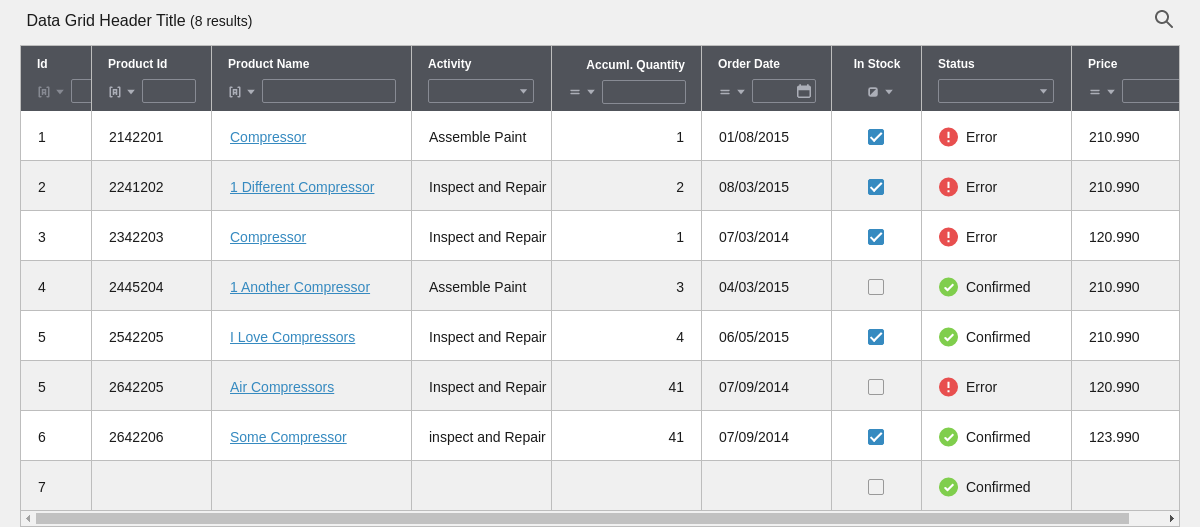 Data Grid Header Title (8 results)
Id Product Id Product Name Activity Accuml. Quantity Order Date In Stock Status Price
1 2142201 Compressor Assemble Paint 1 01/08/2015 Error 210.990
2 2241202 1 Different Compressor Inspect and Repair 2 08/03/2015 Error 210.990
3 2342203 Compressor Inspect and Repair 1 07/03/2014 Error 120.990
4 2445204 1 Another Compressor Assemble Paint 3 04/03/2015 Confirmed 210.990
5 2542205 I Love Compressors Inspect and Repair 4 06/05/2015 Confirmed 210.990
5 2642205 Air Compressors Inspect and Repair 41 07/09/2014 Error 120.990
6 2642206 Some Compressor inspect and Repair 41 07/09/2014 Confirmed 123.990
7 Confirmed